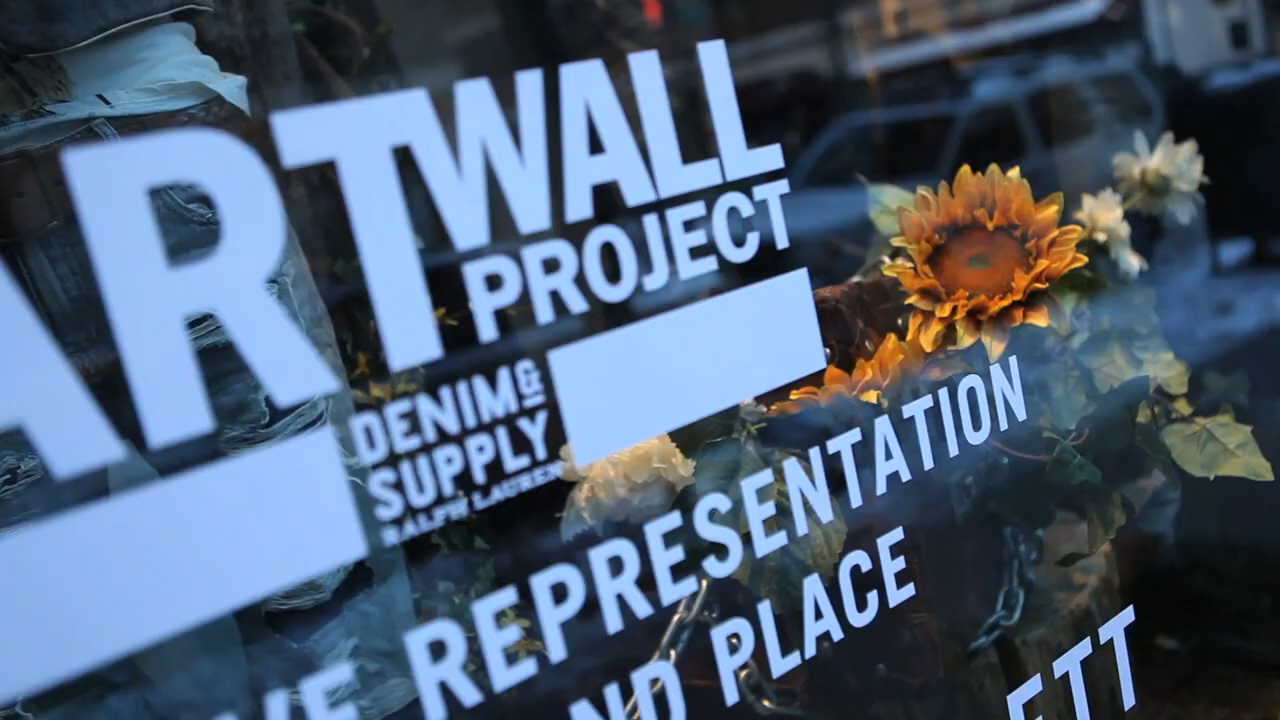 ARTWALL
PROJECT
DENIM &
SUPPLY
RALPH LAUREN
REPRESENTATION
PLACE